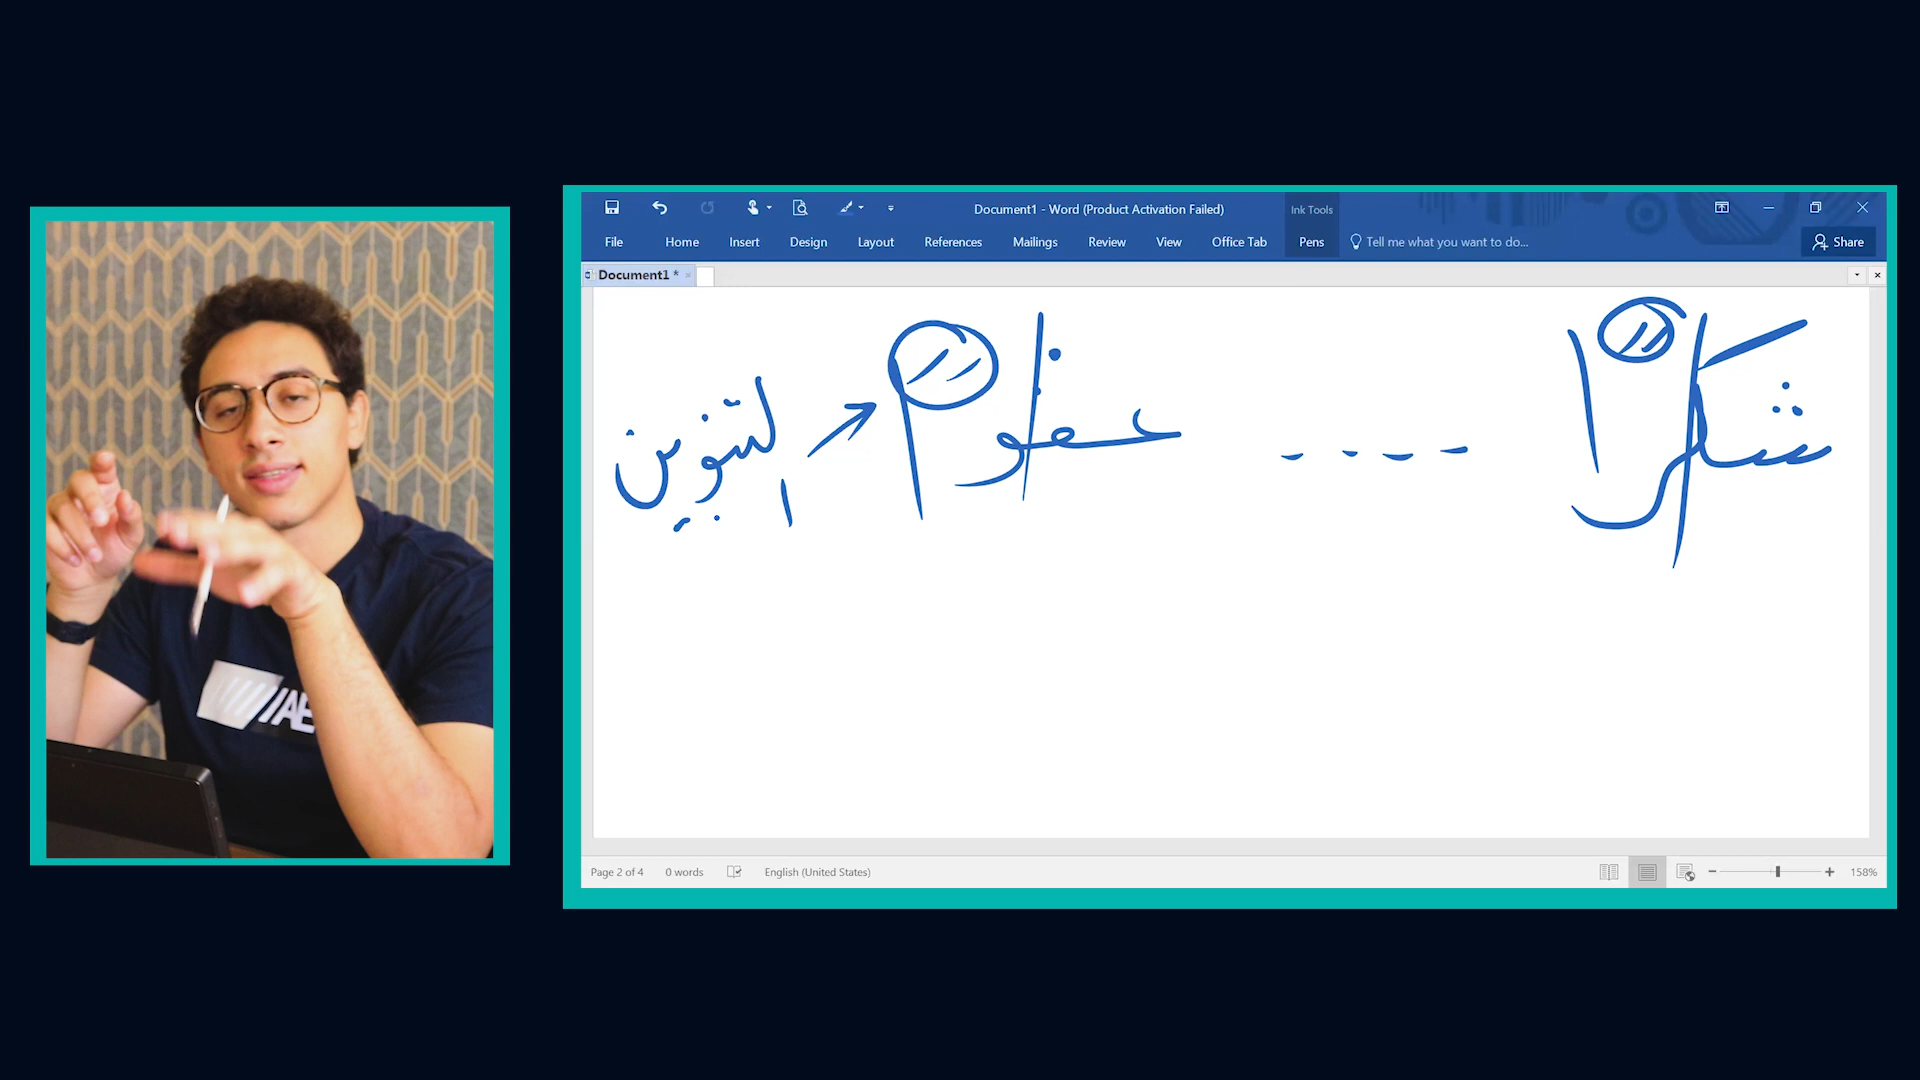 Document1 - Word (Product Activation Failed)
Ink Tools
File Home Insert Design Layout References Mailings Review View Office Tab Pens Tell me what you want to do... Share
Document1 *
شكراً ---- عفواً التنوين
Page 2 of 4 0 words English (United States) 158%